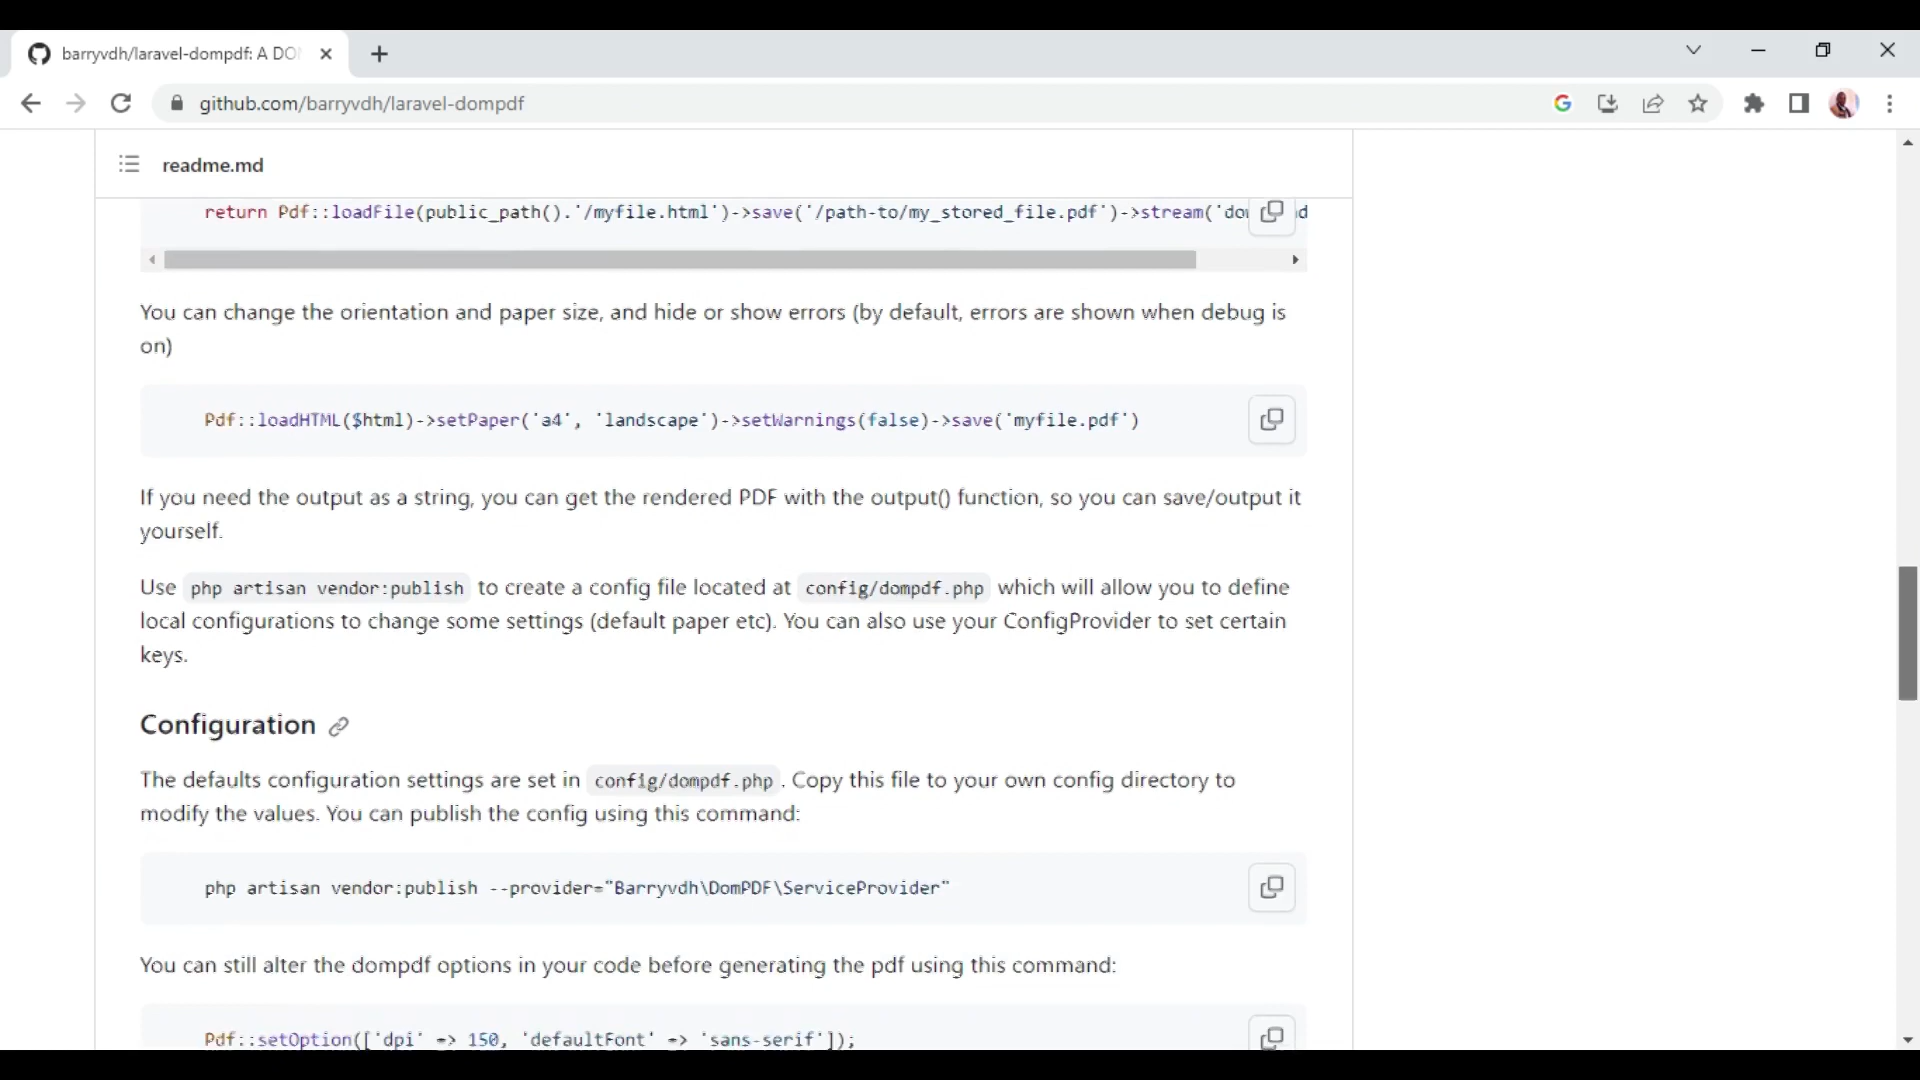 barryvdh/laravel-dompdf: A DO
github.com/barryvdh/laravel-dompdf
readme.md
return Pdf::loadFile(public_path().'/myfile.html')->save('/path-to/my_stored_file.pdf')->stream('do
You can change the orientation and paper size, and hide or show errors (by default, errors are shown when debug is
on)
Pdf::loadHTML($html)->setPaper('a4', 'landscape')->setWarnings(false)->save('myfile.pdf')
If you need the output as a string, you can get the rendered PDF with the output() function, so you can save/output it
yourself.
Use php artisan vendor:publish to create a config file located at config/dompdf.php which will allow you to define
local configurations to change some settings (default paper etc). You can also use your ConfigProvider to set certain
keys.
Configuration
The defaults configuration settings are set in config/dompdf.php. Copy this file to your own config directory to
modify the values. You can publish the config using this command:
php artisan vendor:publish --provider="Barryvdh\DomPDF\ServiceProvider"
You can still alter the dompdf options in your code before generating the pdf using this command:
Pdf::setOption(['dpi' => 150, 'defaultFont' => 'sans-serif']);